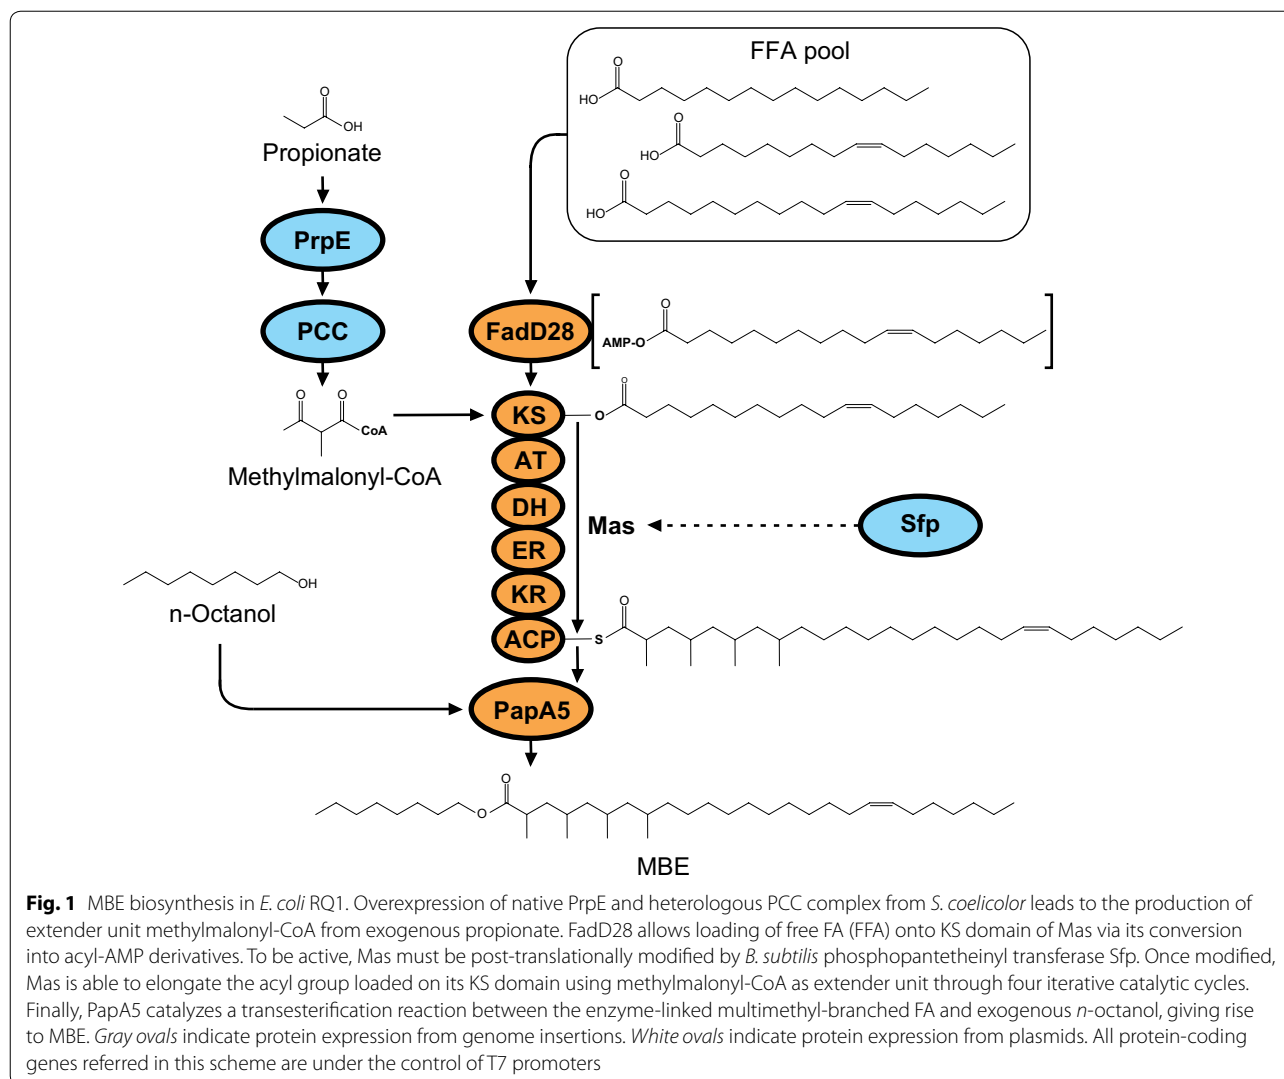 FFA pool
O
HO
O
HO
O
HO
O
OH
Propionate
PrpE
PCC
O
O
CoA
Methylmalonyl-CoA
FadD28
O
AMP-O
KS
O
O
AT
DH
ER
KR
ACP
Mas
Sfp
S
O
OH
n-Octanol
PapA5
O
O
MBE
Fig. 1 MBE biosynthesis in E. coli RQ1. Overexpression of native PrpE and heterologous PCC complex from S. coelicolor leads to the production of
extender unit methylmalonyl-CoA from exogenous propionate. FadD28 allows loading of free FA (FFA) onto KS domain of Mas via its conversion
into acyl-AMP derivatives. To be active, Mas must be post-translationally modified by B. subtilis phosphopantetheinyl transferase Sfp. Once modified,
Mas is able to elongate the acyl group loaded on its KS domain using methylmalonyl-CoA as extender unit through four iterative catalytic cycles.
Finally, PapA5 catalyzes a transesterification reaction between the enzyme-linked multimethyl-branched FA and exogenous n-octanol, giving rise
to MBE. Gray ovals indicate protein expression from genome insertions. White ovals indicate protein expression from plasmids. All protein-coding
genes referred in this scheme are under the control of T7 promoters